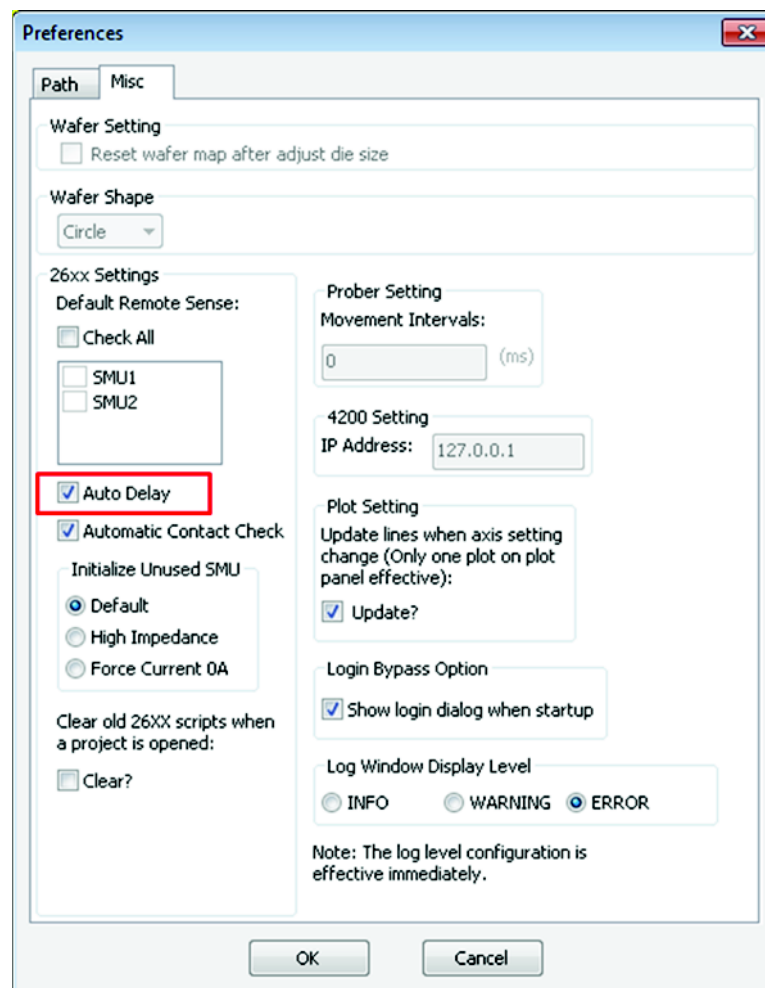 Preferences
Path
Misc
Wafer Setting
Reset wafer map after adjust die size
Wafer Shape
Circle
26xx Settings
Default Remote Sense:
Check All
SMU1
SMU2
Auto Delay
Automatic Contact Check
Initialize Unused SMU
Default
High Impedance
Force Current 0A
Clear old 26XX scripts when
a project is opened:
Clear?
Prober Setting
Movement Intervals:
0 (ms)
4200 Setting
IP Address: 127.0.0.1
Plot Setting
Update lines when axis setting
change (Only one plot on plot
panel effective):
Update?
Login Bypass Option
Show login dialog when startup
Log Window Display Level
INFO WARNING ERROR
Note: The log level configuration is
effective immediately.
OK Cancel